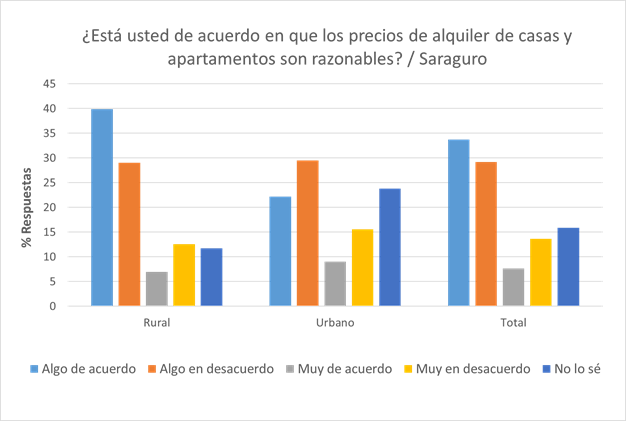 ¿Está usted de acuerdo en que los precios de alquiler de casas y
apartamentos son razonables? / Saraguro
45
40
35
30
25
20
15
10
5
0
% Respuestas
Rural Urbano Total
Algo de acuerdo Algo en desacuerdo Muy de acuerdo Muy en desacuerdo No lo sé